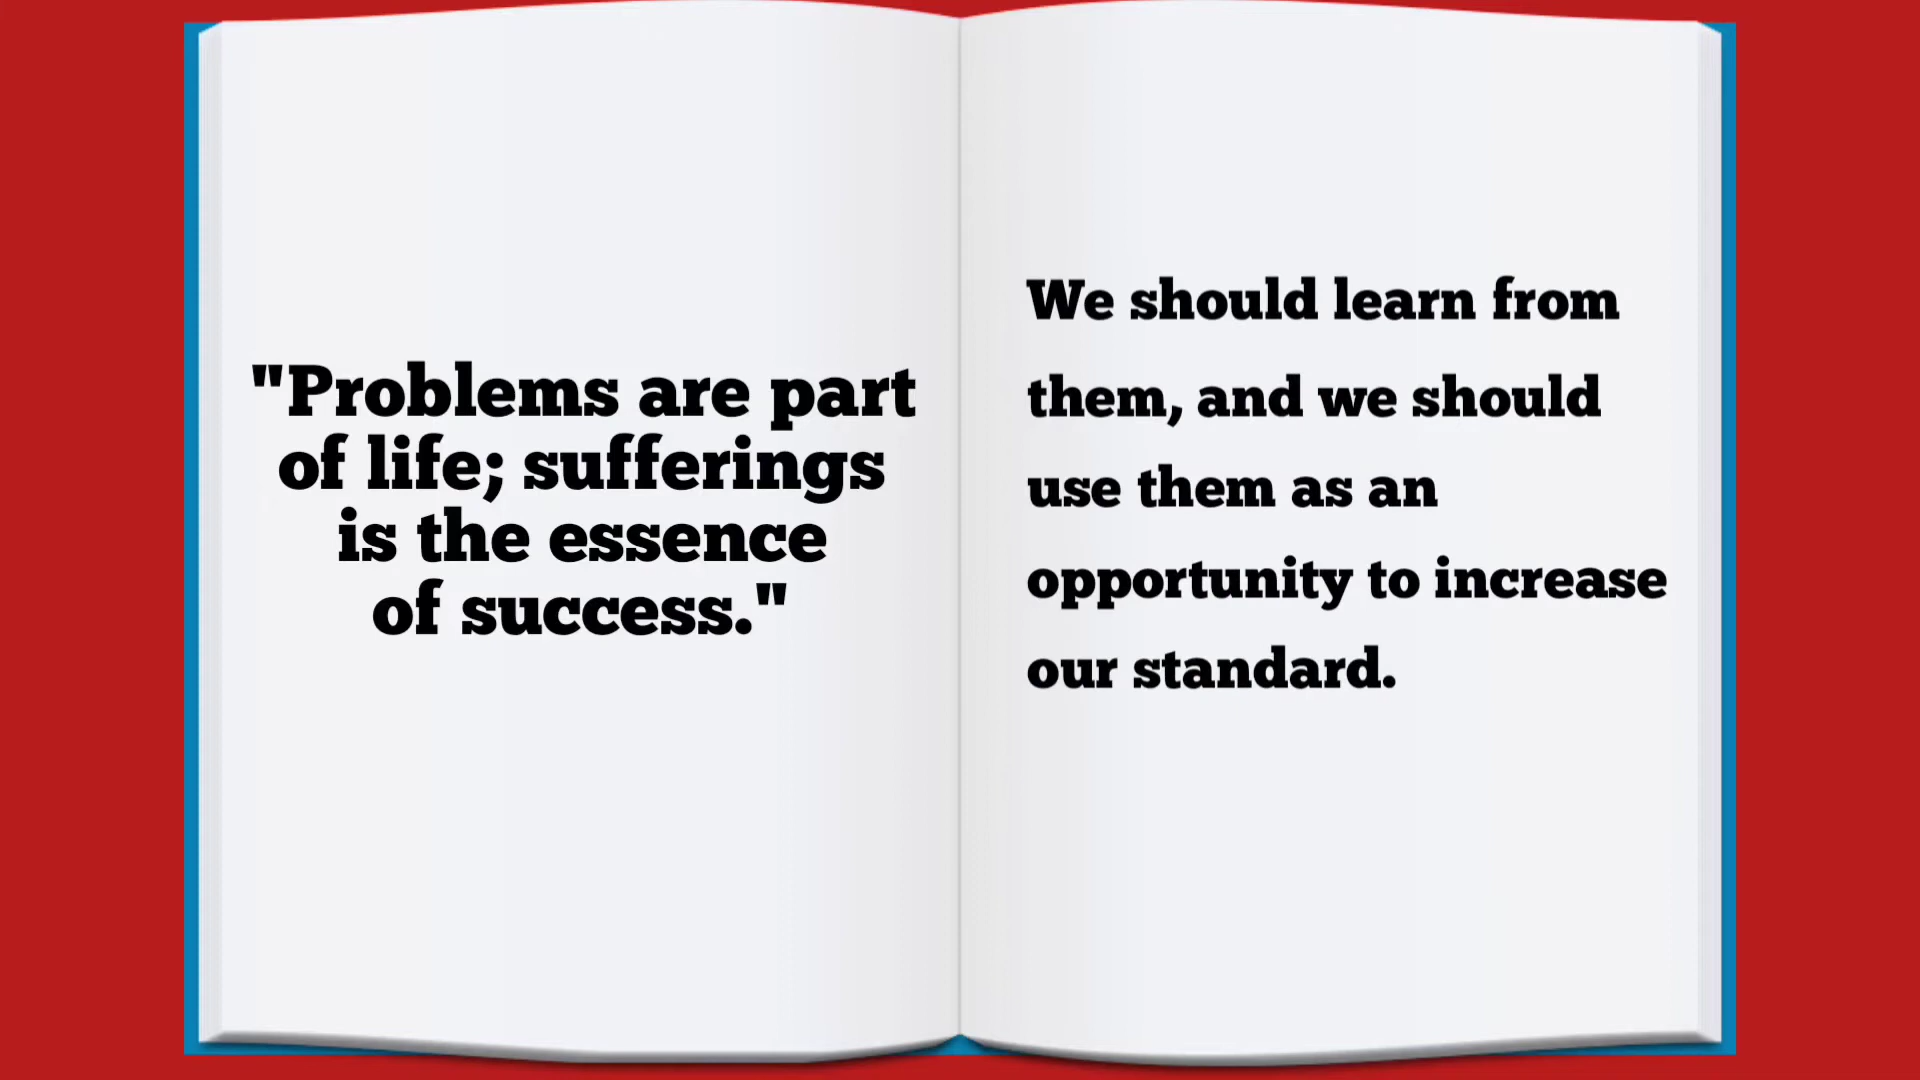 "Problems are part
of life; sufferings
is the essence
of success."
We should learn from
them, and we should
use them as an
opportunity to increase
our standard.